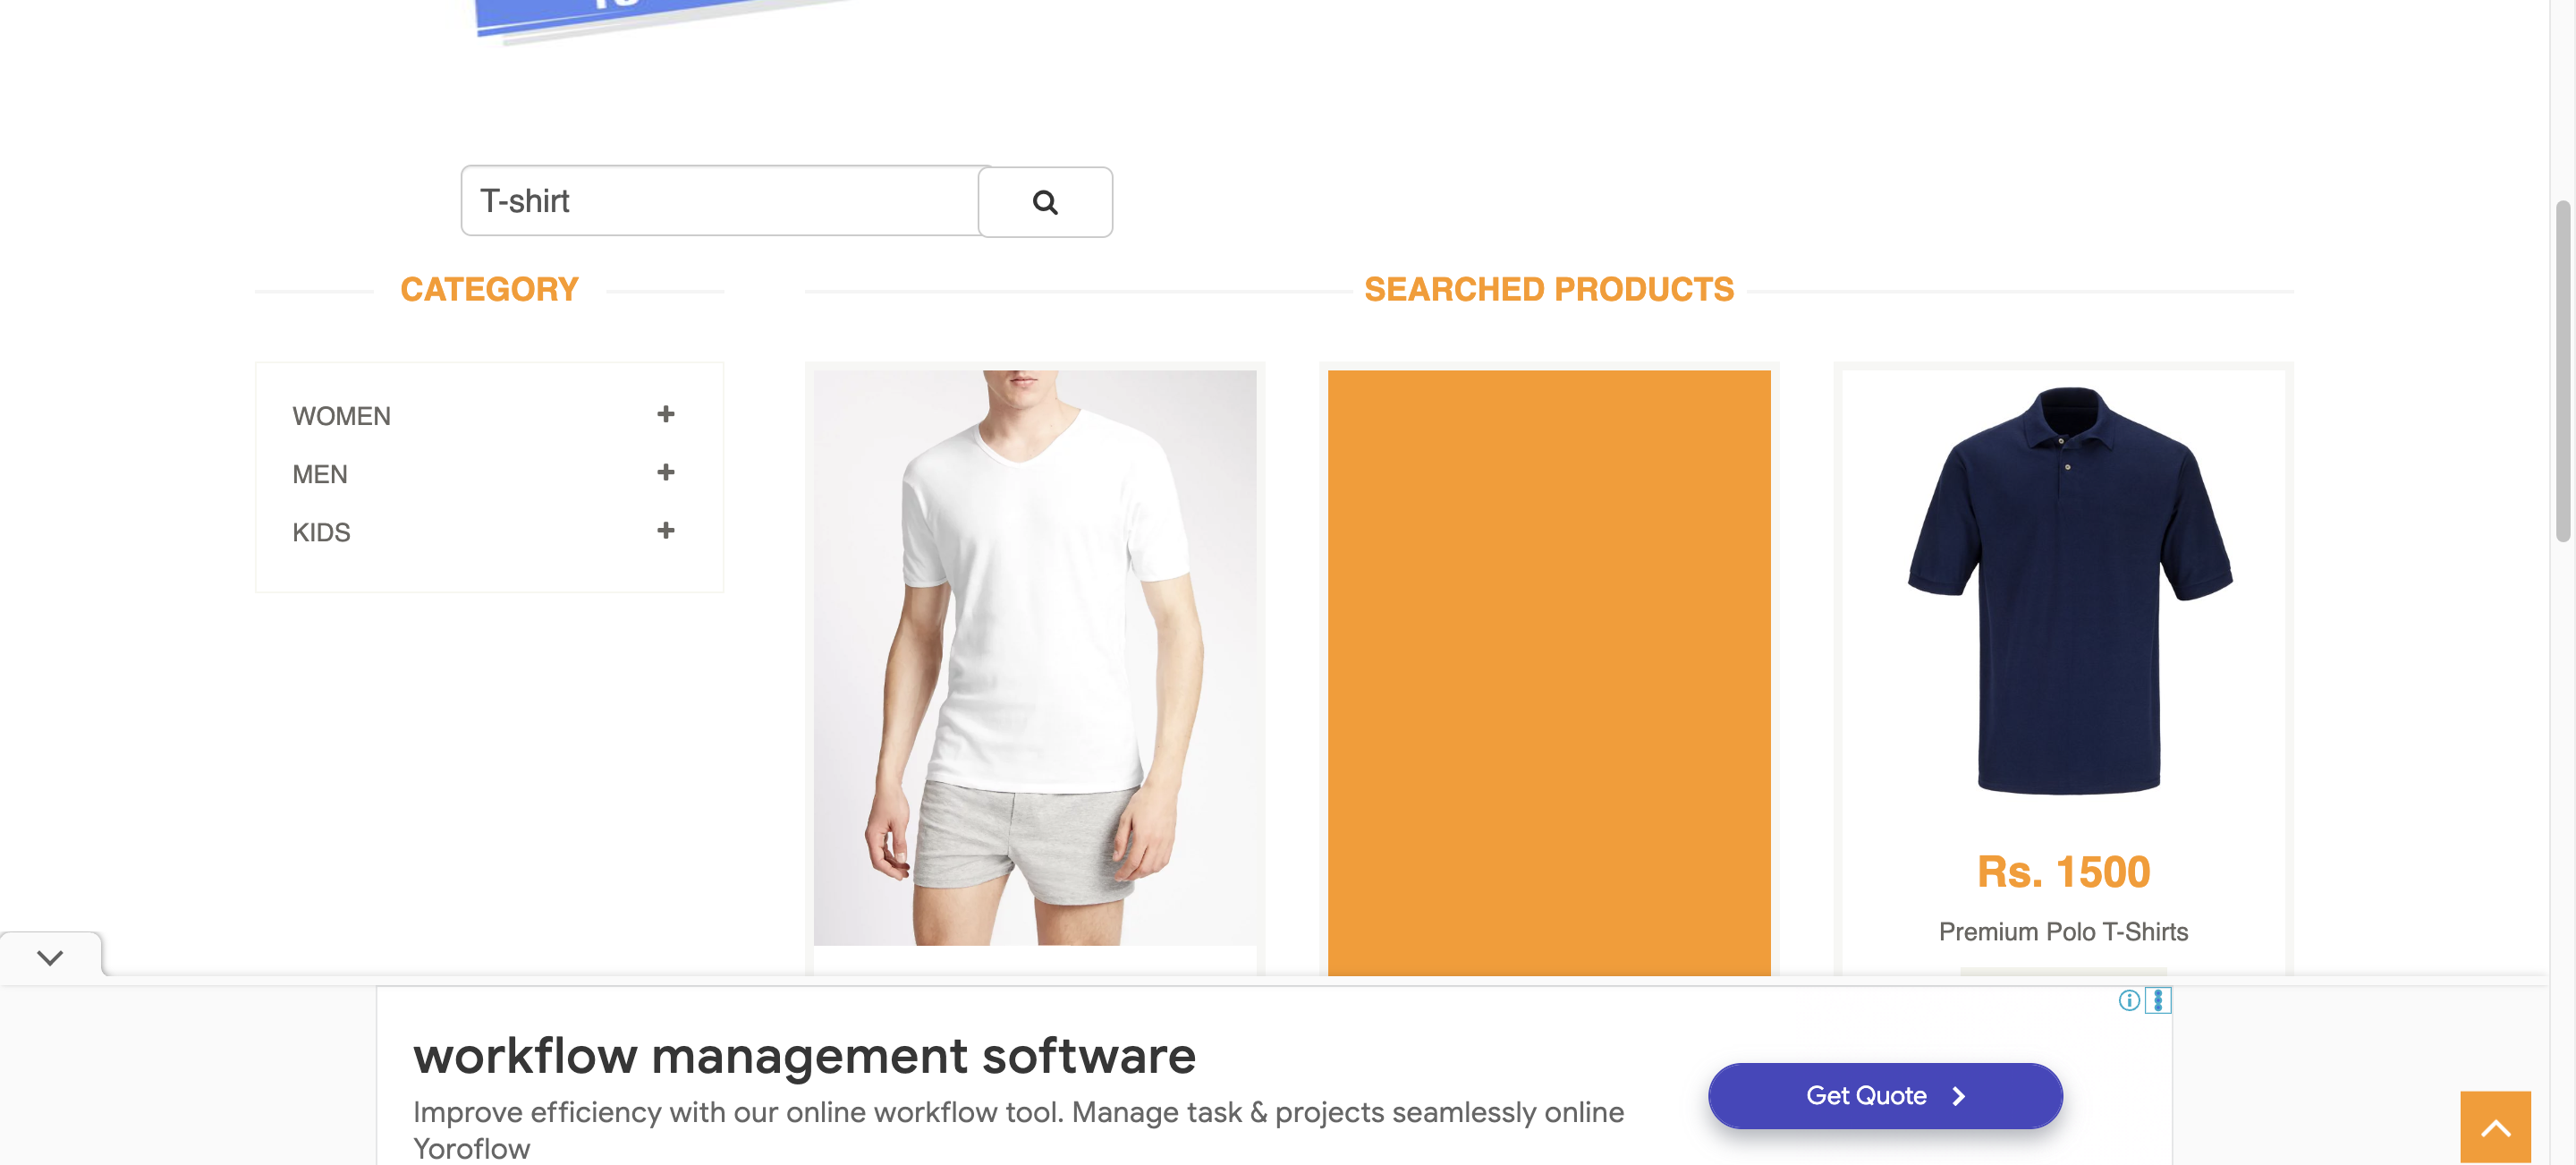 T-shirt
CATEGORY
SEARCHED PRODUCTS
WOMEN
MEN
KIDS
Rs. 1500
Premium Polo T-Shirts
workflow management software
Improve efficiency with our online workflow tool. Manage task & projects seamlessly online
Yoroflow
Get Quote